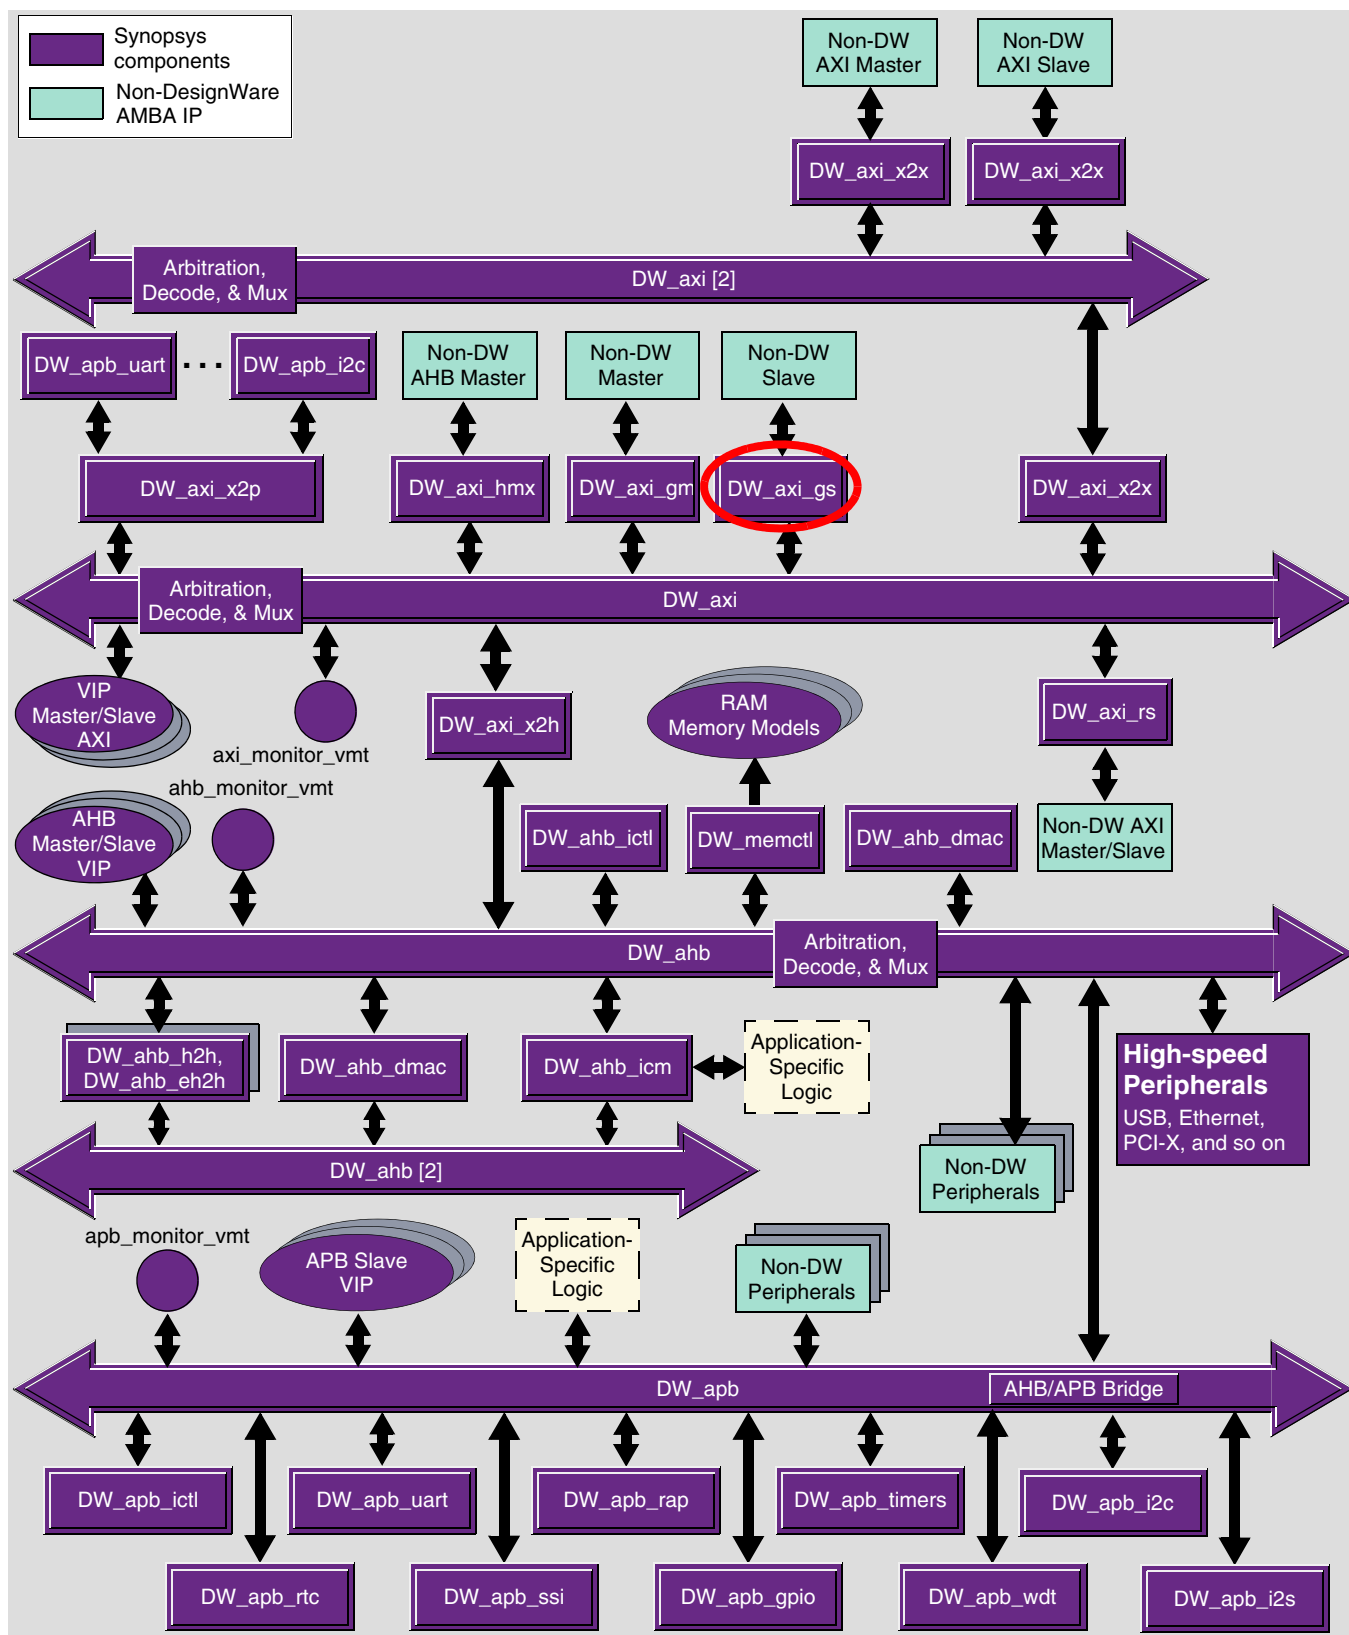 Synopsys
components
Non-DesignWare
AMBA IP
Non-DW
AXI Master
Non-DW
AXI Slave
DW_axi_x2x
DW_axi_x2x
Arbitration,
Decode, & Mux
DW_axi [2]
DW_apb_uart
. . .
DW_apb_i2c
Non-DW
AHB Master
Non-DW
Master
Non-DW
Slave
DW_axi_x2p
DW_axi_hmx
DW_axi_gm
DW_axi_gs
DW_axi_x2x
Arbitration,
Decode, & Mux
DW_axi
VIP
Master/Slave
AXI
axi_monitor_vmt
DW_axi_x2h
RAM
Memory Models
DW_axi_rs
ahb_monitor_vmt
AHB
Master/Slave
VIP
DW_ahb_ictl
DW_memctl
DW_ahb_dmac
Non-DW AXI
Master/Slave
DW_ahb
Arbitration,
Decode, & Mux
DW_ahb_h2h,
DW_ahb_eh2h
DW_ahb_dmac
DW_ahb_icm
Application-
Specific
Logic
High-speed
Peripherals
USB, Ethernet,
PCI-X, and so on
Non-DW
Peripherals
DW_ahb [2]
apb_monitor_vmt
APB Slave
VIP
Application-
Specific
Logic
Non-DW
Peripherals
DW_apb
AHB/APB Bridge
DW_apb_ictl
DW_apb_uart
DW_apb_rap
DW_apb_timers
DW_apb_i2c
DW_apb_rtc
DW_apb_ssi
DW_apb_gpio
DW_apb_wdt
DW_apb_i2s